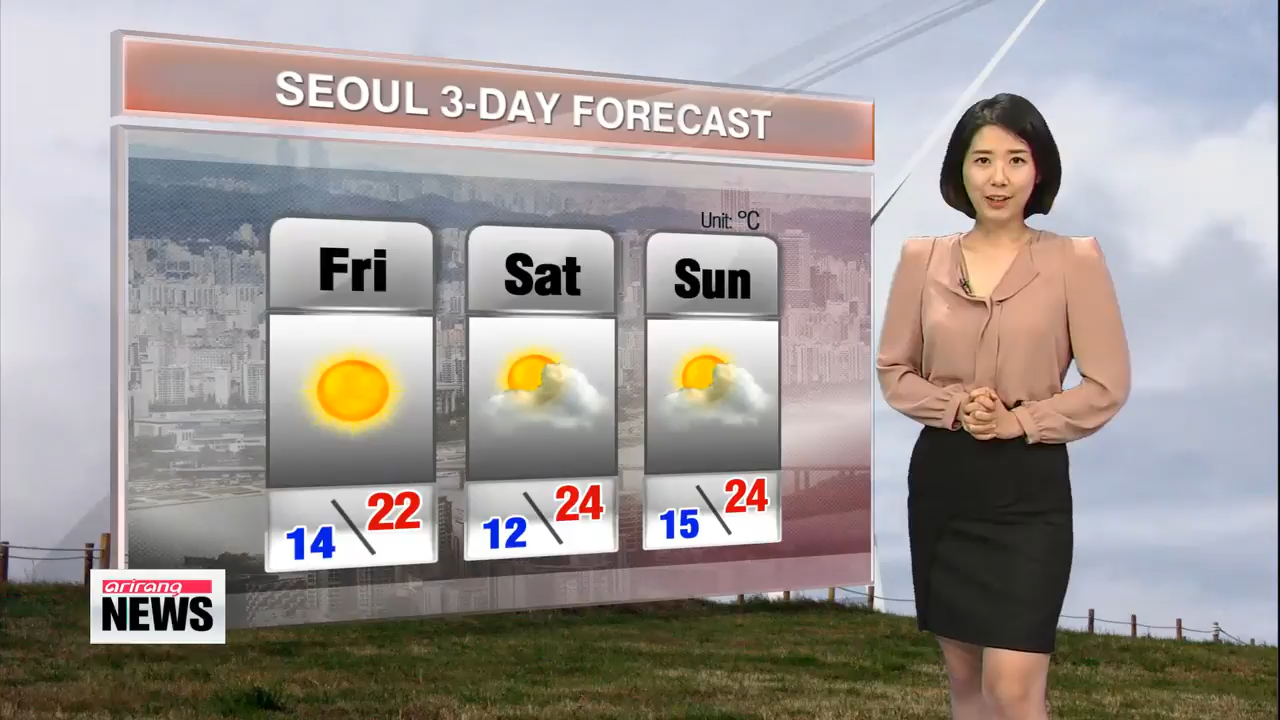 SEOUL 3-DAY FORECAST
Unit: °C
Fri
Sat
Sun
14 \ 22
12 \ 24
15 \ 24
arirang
NEWS